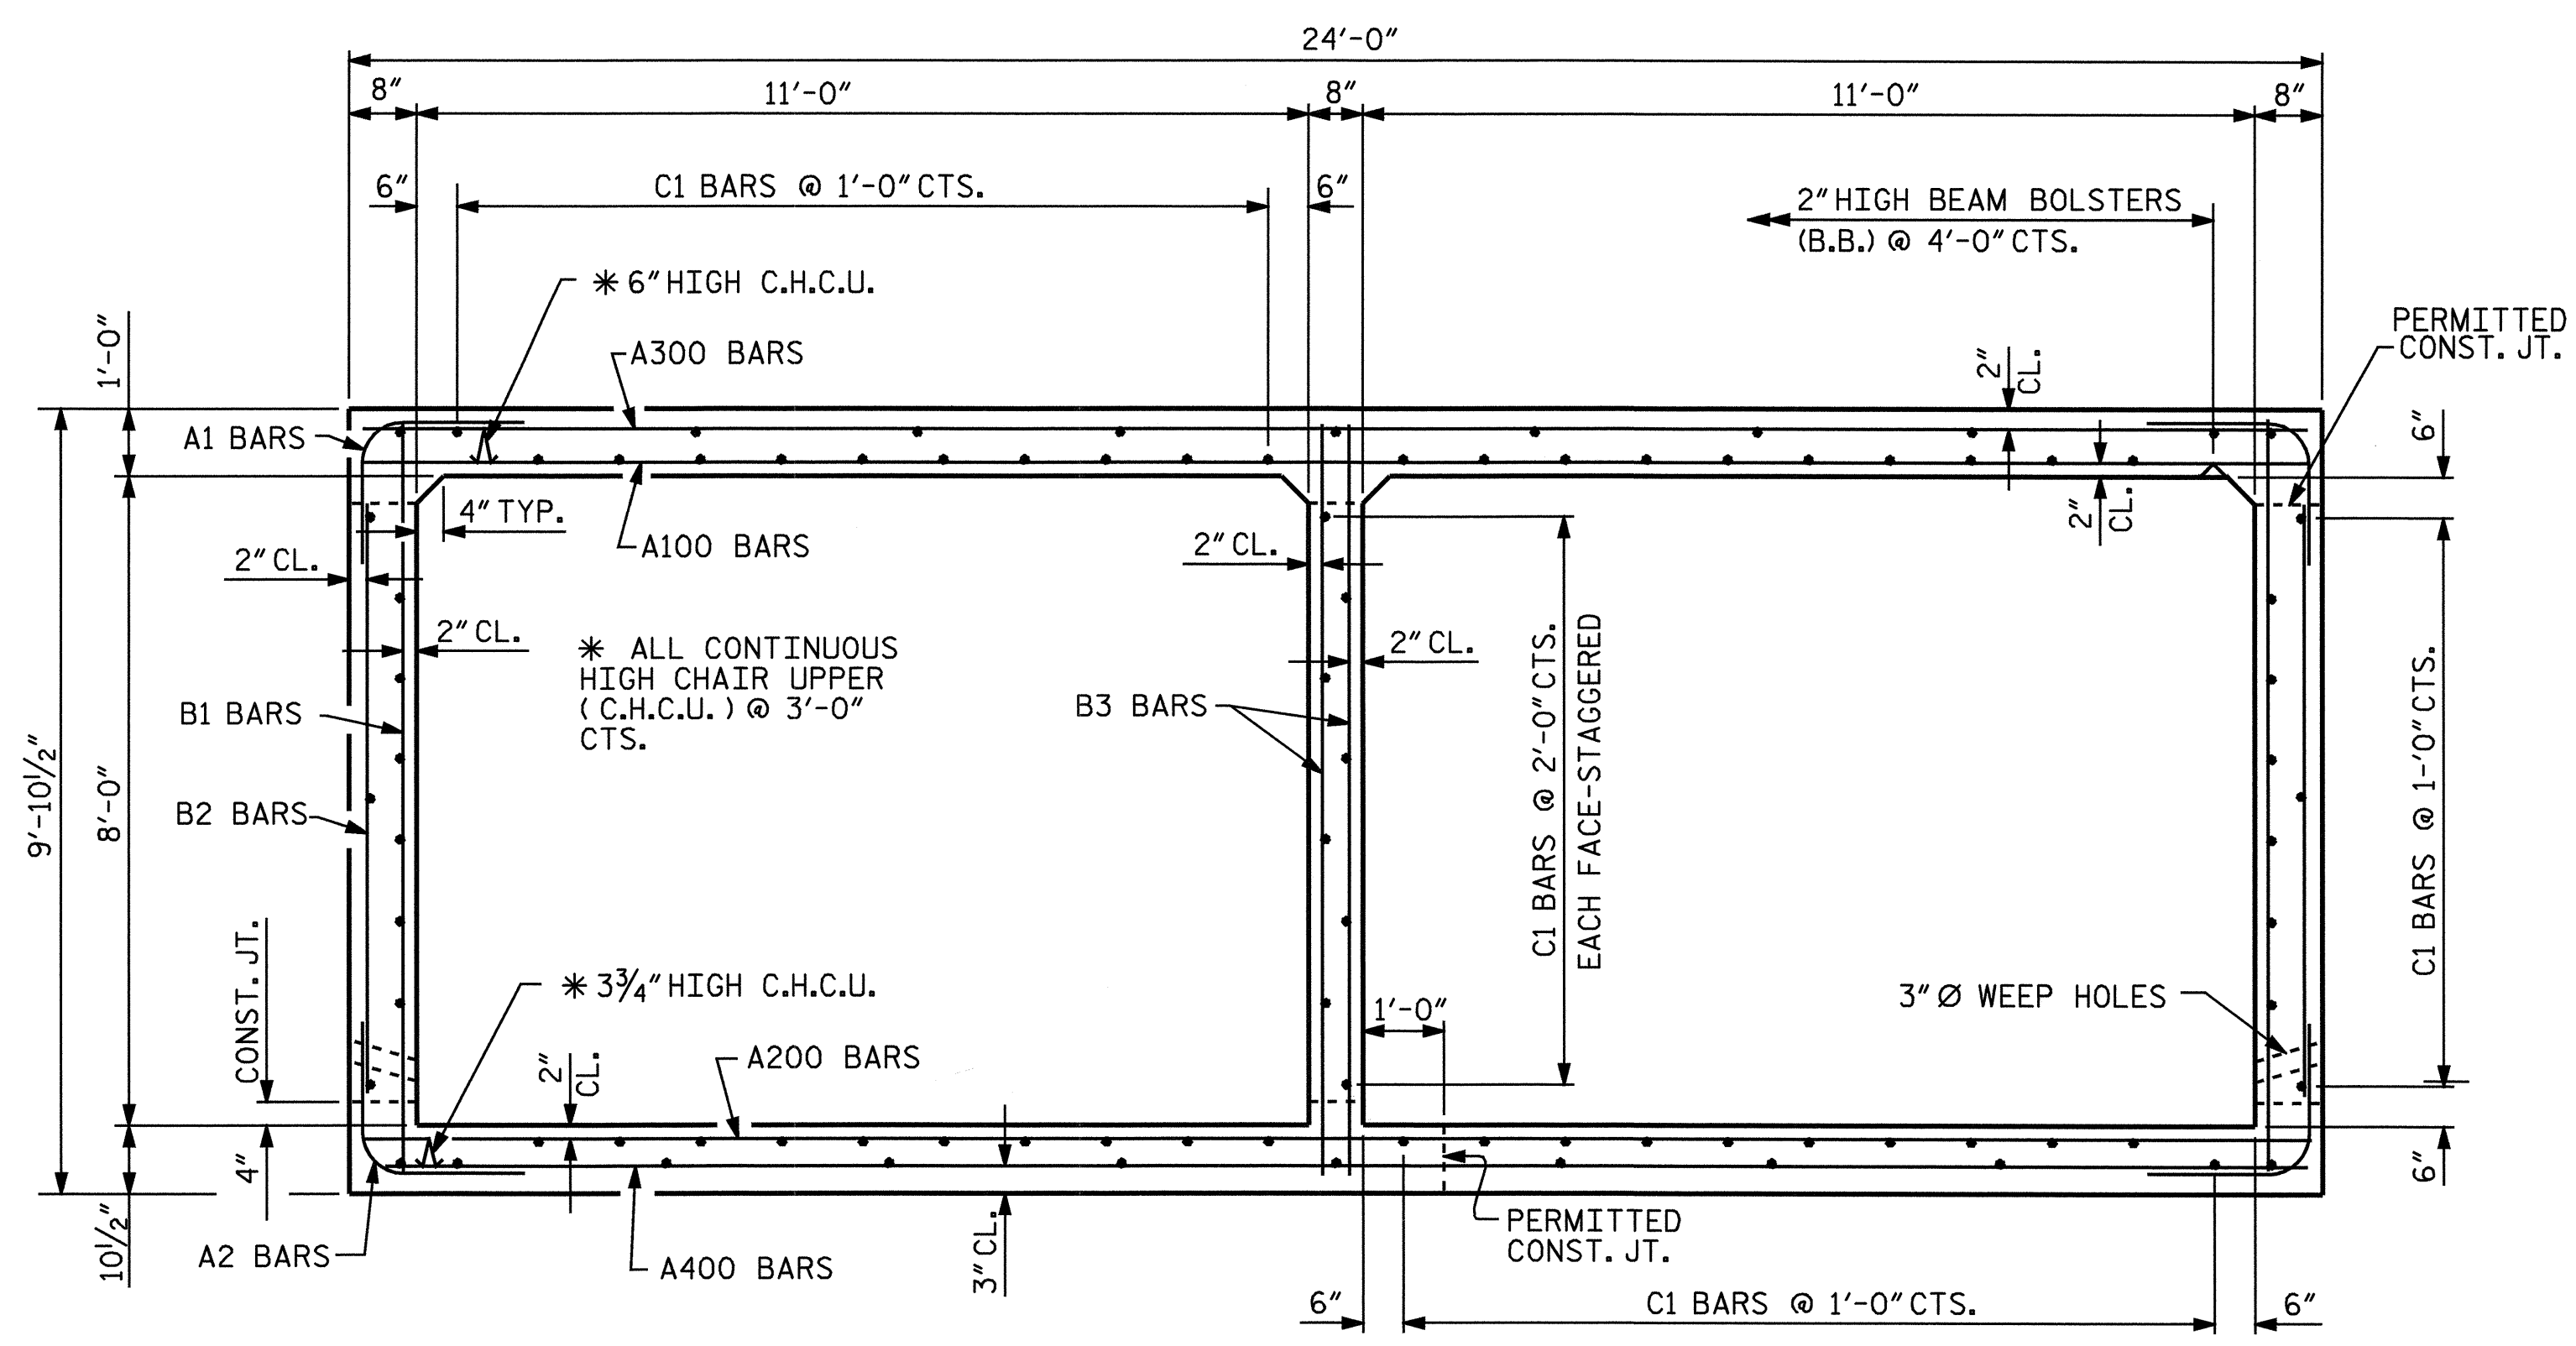 24'-0"
8"
11'-0"
8"
11'-0"
8"
6"
C1 BARS @ 1'-0" CTS.
6"
2" HIGH BEAM BOLSTERS
(B.B.) @ 4'-0" CTS.
✳ 6" HIGH C.H.C.U.
PERMITTED
CONST. JT.
1'-0"
A300 BARS
2"
CL.
A1 BARS
6"
4" TYP.
A100 BARS
2" CL.
2" CL.
2"
CL.
2" CL.
✳ ALL CONTINUOUS
HIGH CHAIR UPPER
( C.H.C.U. ) @ 3'-0"
CTS.
2" CL.
B1 BARS
B3 BARS
C1 BARS @ 2'-0" CTS.
EACH FACE-STAGGERED
C1 BARS @ 1-'0" CTS.
9'-10½"
8'-0"
B2 BARS
CONST. JT.
✳ 3¾" HIGH C.H.C.U.
1'-0"
3" Ø WEEP HOLES
2"
CL.
A200 BARS
4"
6"
10½"
A2 BARS
A400 BARS
3" CL.
PERMITTED
CONST. JT.
6"
C1 BARS @ 1'-0" CTS.
6"